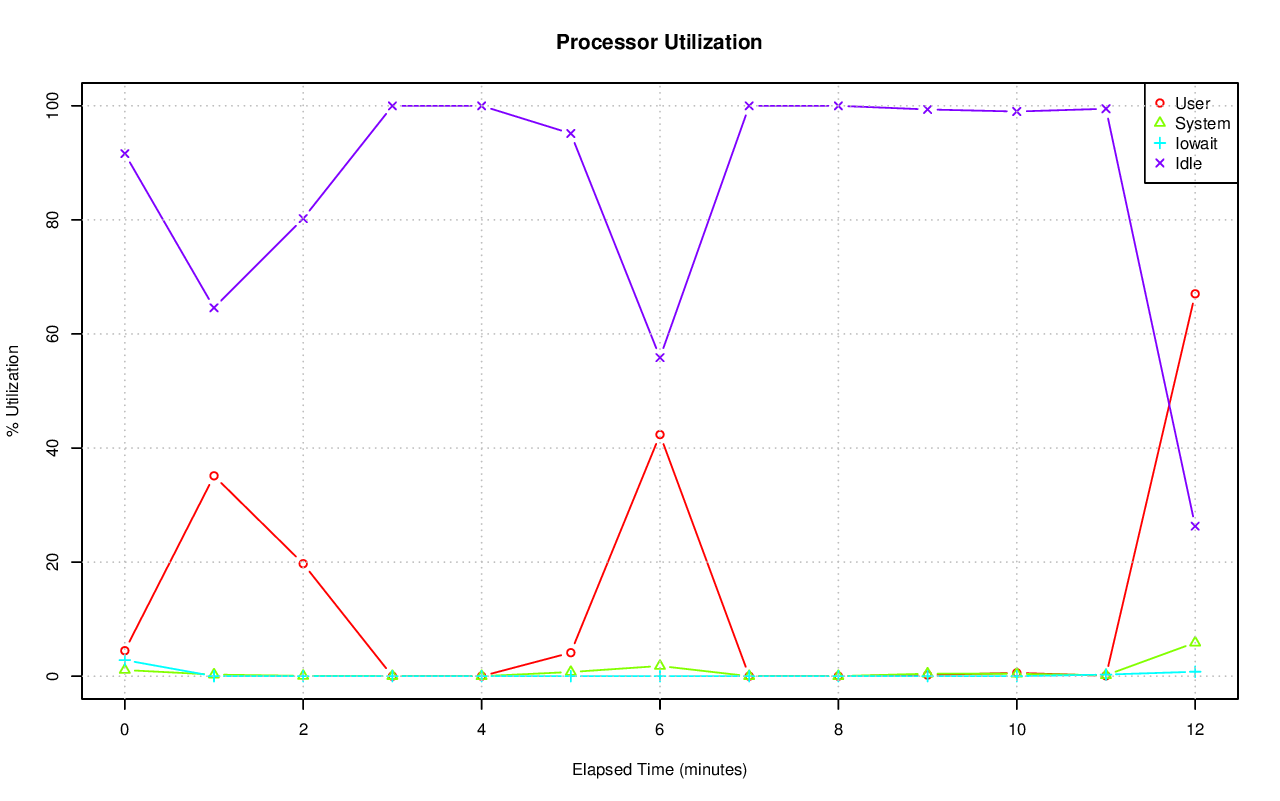 Processor Utilization
% Utilization
100
80
60
40
20
0
User
System
Iowait
Idle
0 2 4 6 8 10 12
Elapsed Time (minutes)